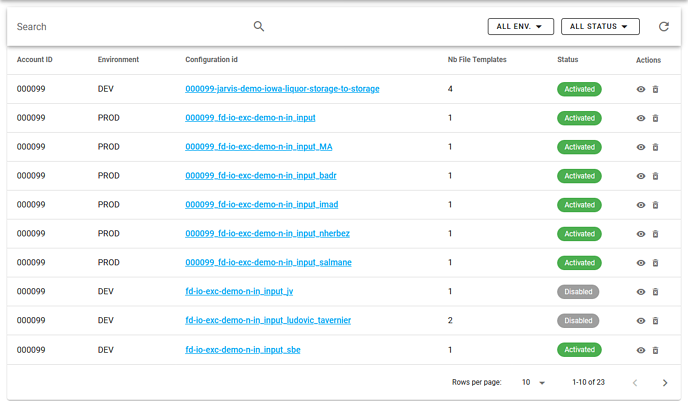 Search ALL ENV. ALL STATUS
Account ID Environment Configuration id Nb File Templates Status Actions
000099 DEV 000099-jarvis-demo-iowa-liquor-storage-to-storage 4 Activated
000099 PROD 000099_fd-io-exc-demo-n-in_input 1 Activated
000099 PROD 000099_fd-io-exc-demo-n-in_input_MA 1 Activated
000099 PROD 000099_fd-io-exc-demo-n-in_input_badr 1 Activated
000099 PROD 000099_fd-io-exc-demo-n-in_input_imad 1 Activated
000099 PROD 000099_fd-io-exc-demo-n-in_input_nherbez 1 Activated
000099 PROD 000099_fd-io-exc-demo-n-in_input_salmane 1 Activated
000099 DEV fd-io-exc-demo-n-in_input_jv 1 Disabled
000099 DEV fd-io-exc-demo-n-in_input_ludovic_tavernier 2 Disabled
000099 DEV fd-io-exc-demo-n-in_input_sbe 1 Activated
Rows per page: 10 1-10 of 23